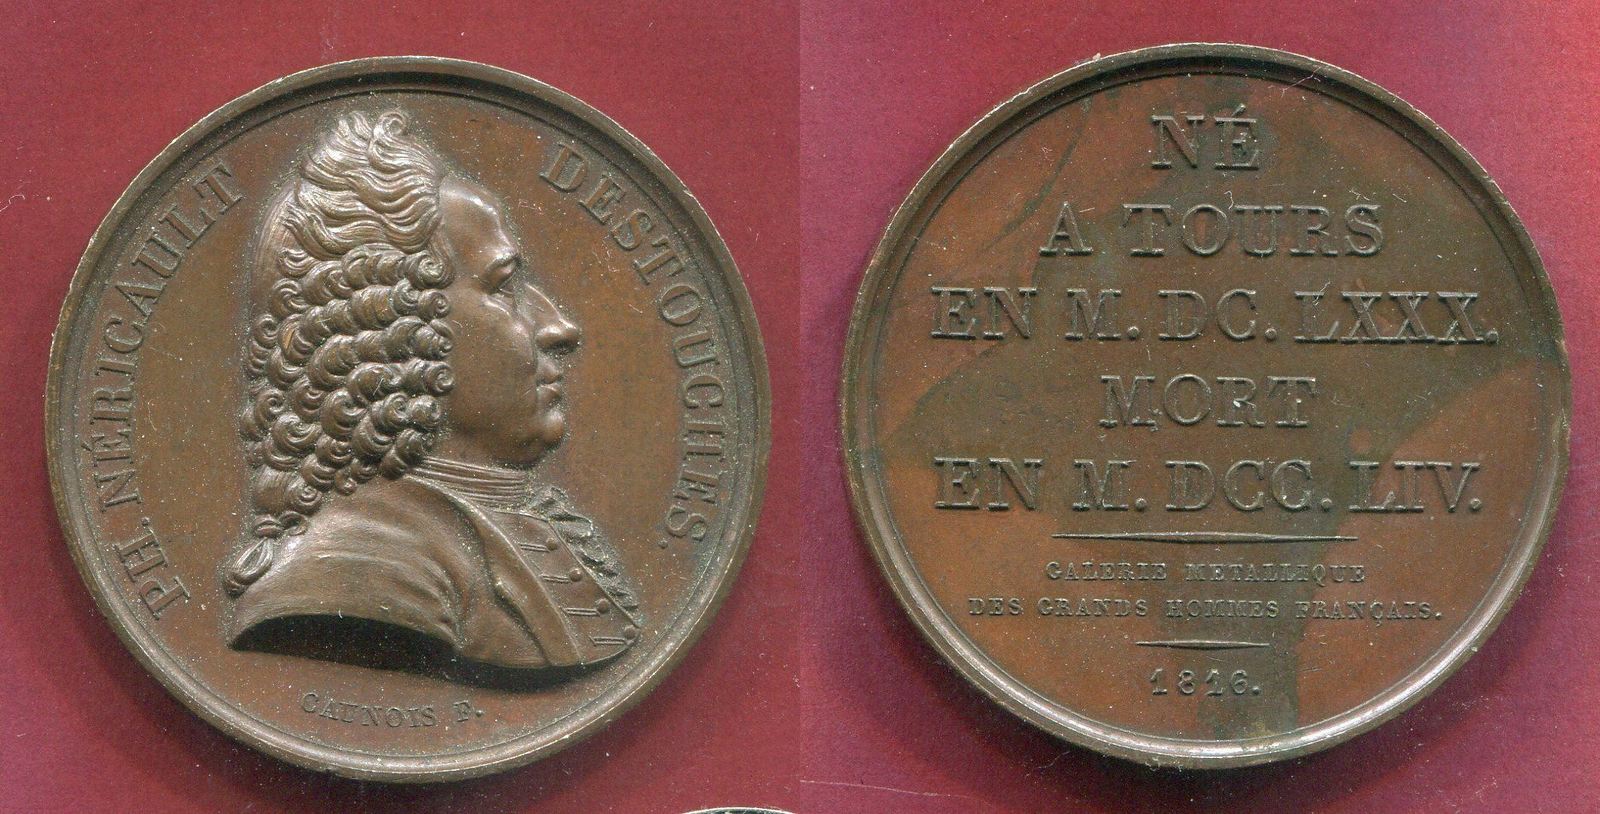 PH. NÉRICAULT DESTOUCHES.
CAUNOIS F.
NÉ
A TOURS
EN M. DC. LXXX.
MORT
EN M. DCC. LIV.
GALERIE METALLIQUE
DES GRANDS HOMMES FRANÇAIS.
1816.